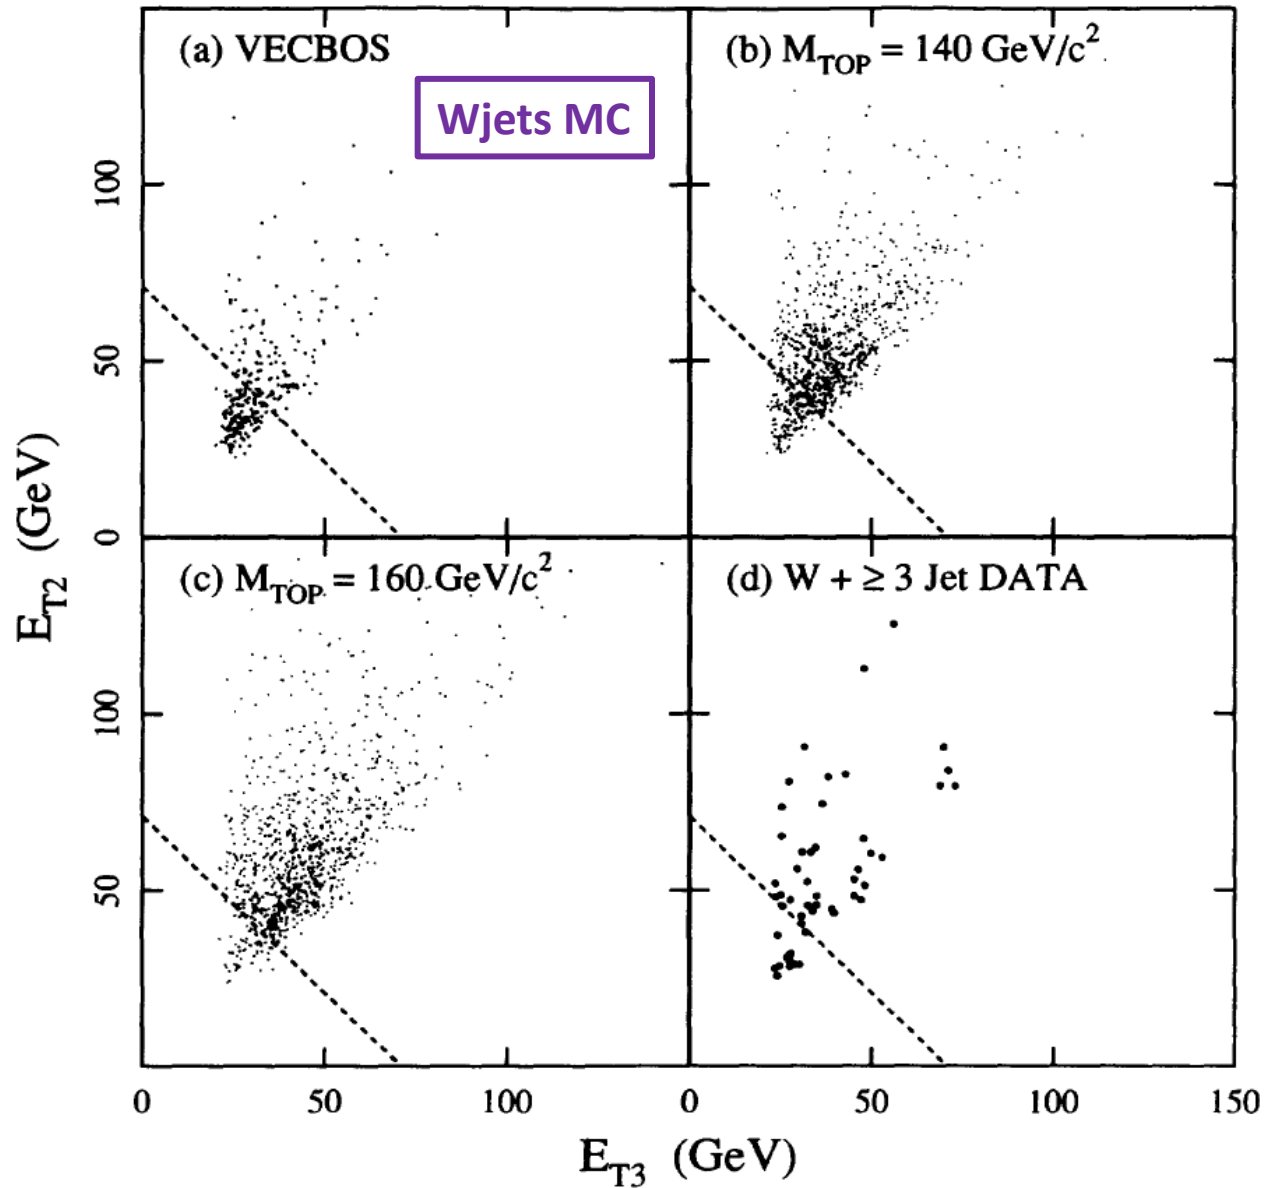 (a) VECBOS
Wjets MC
(b) M_TOP = 140 GeV/c²
100
50
0
E_T2 (GeV)
(c) M_TOP = 160 GeV/c²
(d) W + ≥ 3 Jet DATA
100
50
0 50 100 0 50 100 150
E_T3 (GeV)